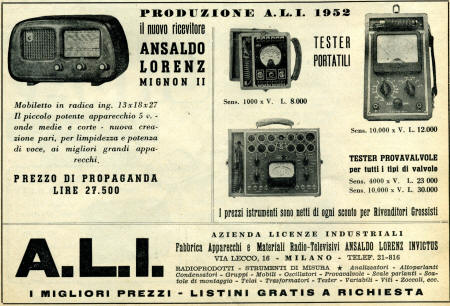 PRODUZIONE A.L.I. 1952
il nuovo ricevitore
ANSALDO
LORENZ
MIGNON II
Mobiletto in radica ing. 13x18x27
Il piccolo potente apparecchio 5 v. -
onde medie e corte - nuova crea-
zione pari, per limpidezza e potenza
di voce, ai migliori grandi appa-
recchi.
PREZZO DI PROPAGANDA
LIRE 27.500
TESTER
PORTATILI
Sens. 1000 x V. L. 8.000
Sens. 10.000 x V. L. 12.000
TESTER PROVAVALVOLE
per tutti i tipi di valvole
Sens. 4000 x V. L. 23 000
Sens. 10.000 x V. L. 30.000
I prezzi istrumenti sono netti di ogni sconto per Rivenditori Grossisti
A.L.I.
AZIENDA LICENZE INDUSTRIALI
Fabbrica Apparecchi e Materiali Radio-Televisivi ANSALDO LORENZ INVICTUS
VIA LECCO, 16 - MILANO - TELEF. 21-816
RADIOPRODOTTI - STRUMENTI DI MISURA ★ Analizzatori - Altoparlanti
Condensatori - Gruppi - Mobili - Oscillatori - Provavalvole - Scale parlanti - Sca-
tole di montaggio - Telai - Trasformatori - Tester - Variabili - Viti - Zoccoli, ecc.
I MIGLIORI PREZZI - LISTINI GRATIS A RICHIESTA